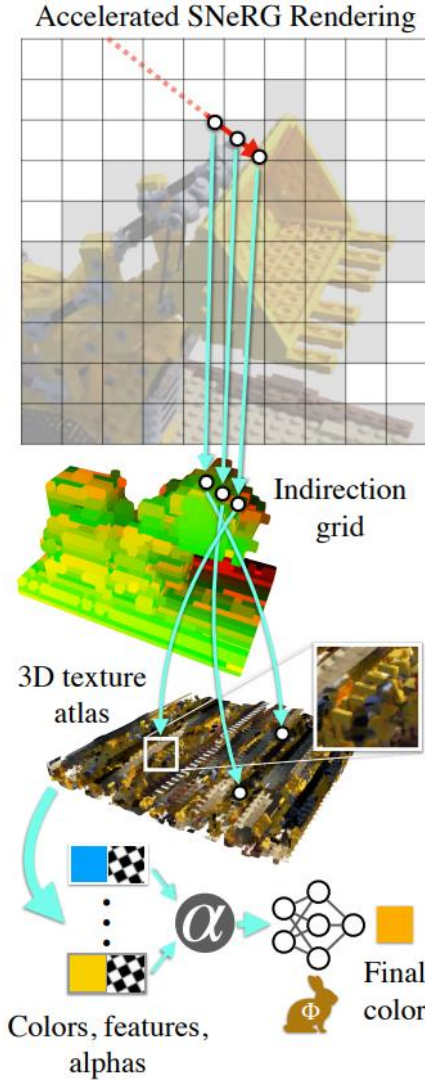 Accelerated SNeRG Rendering
Indirection
grid
3D texture
atlas
α
Φ
Final
color
Colors, features,
alphas